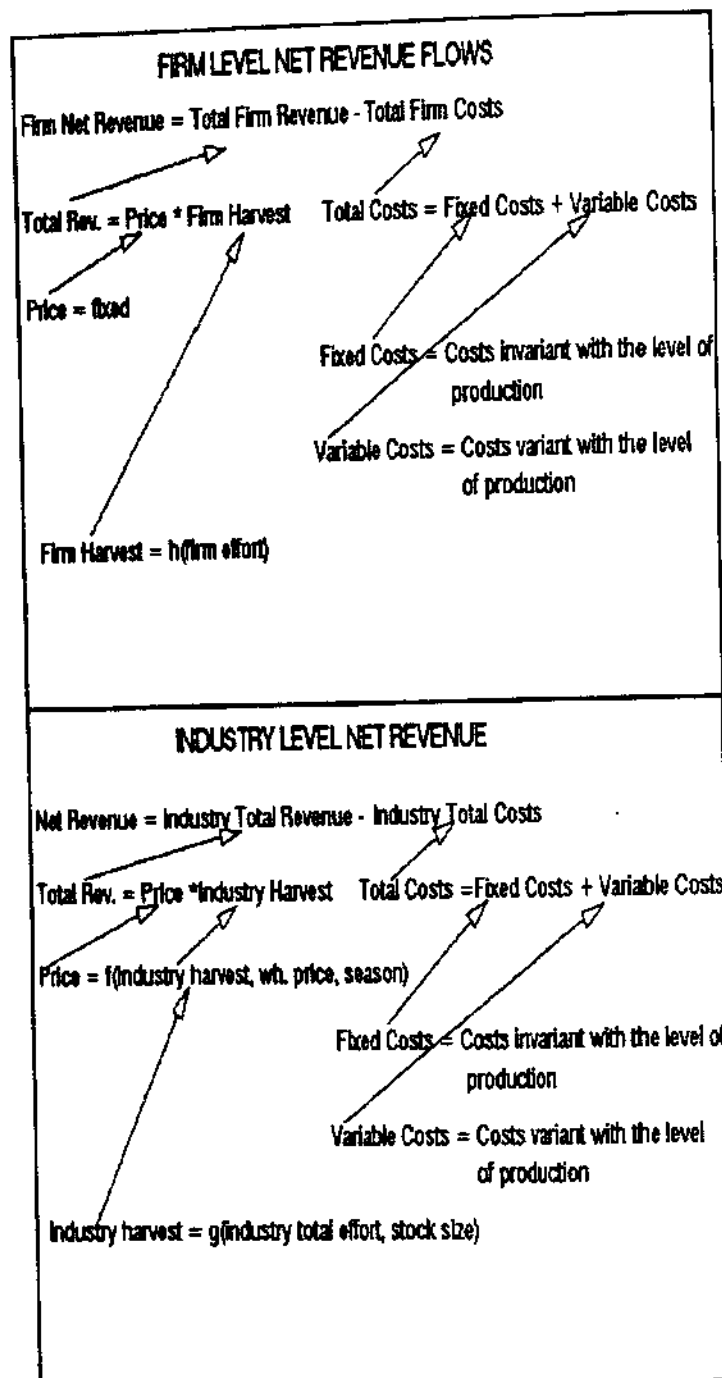 FIRM LEVEL NET REVENUE FLOWS
Firm Net Revenue = Total Firm Revenue - Total Firm Costs
Total Rev. = Price * Firm Harvest
Total Costs = Fixed Costs + Variable Costs
Price = fixed
Fixed Costs = Costs invariant with the level of
production
Variable Costs = Costs variant with the level
of production
Firm Harvest = h(firm effort)
INDUSTRY LEVEL NET REVENUE
Net Revenue = Industry Total Revenue - Industry Total Costs
Total Rev. = Price *Industry Harvest
Total Costs =Fixed Costs + Variable Costs
Price = f(industry harvest, wh. price, season)
Fixed Costs = Costs invariant with the level of
production
Variable Costs = Costs variant with the level
of production
Industry harvest = g(industry total effort, stock size)